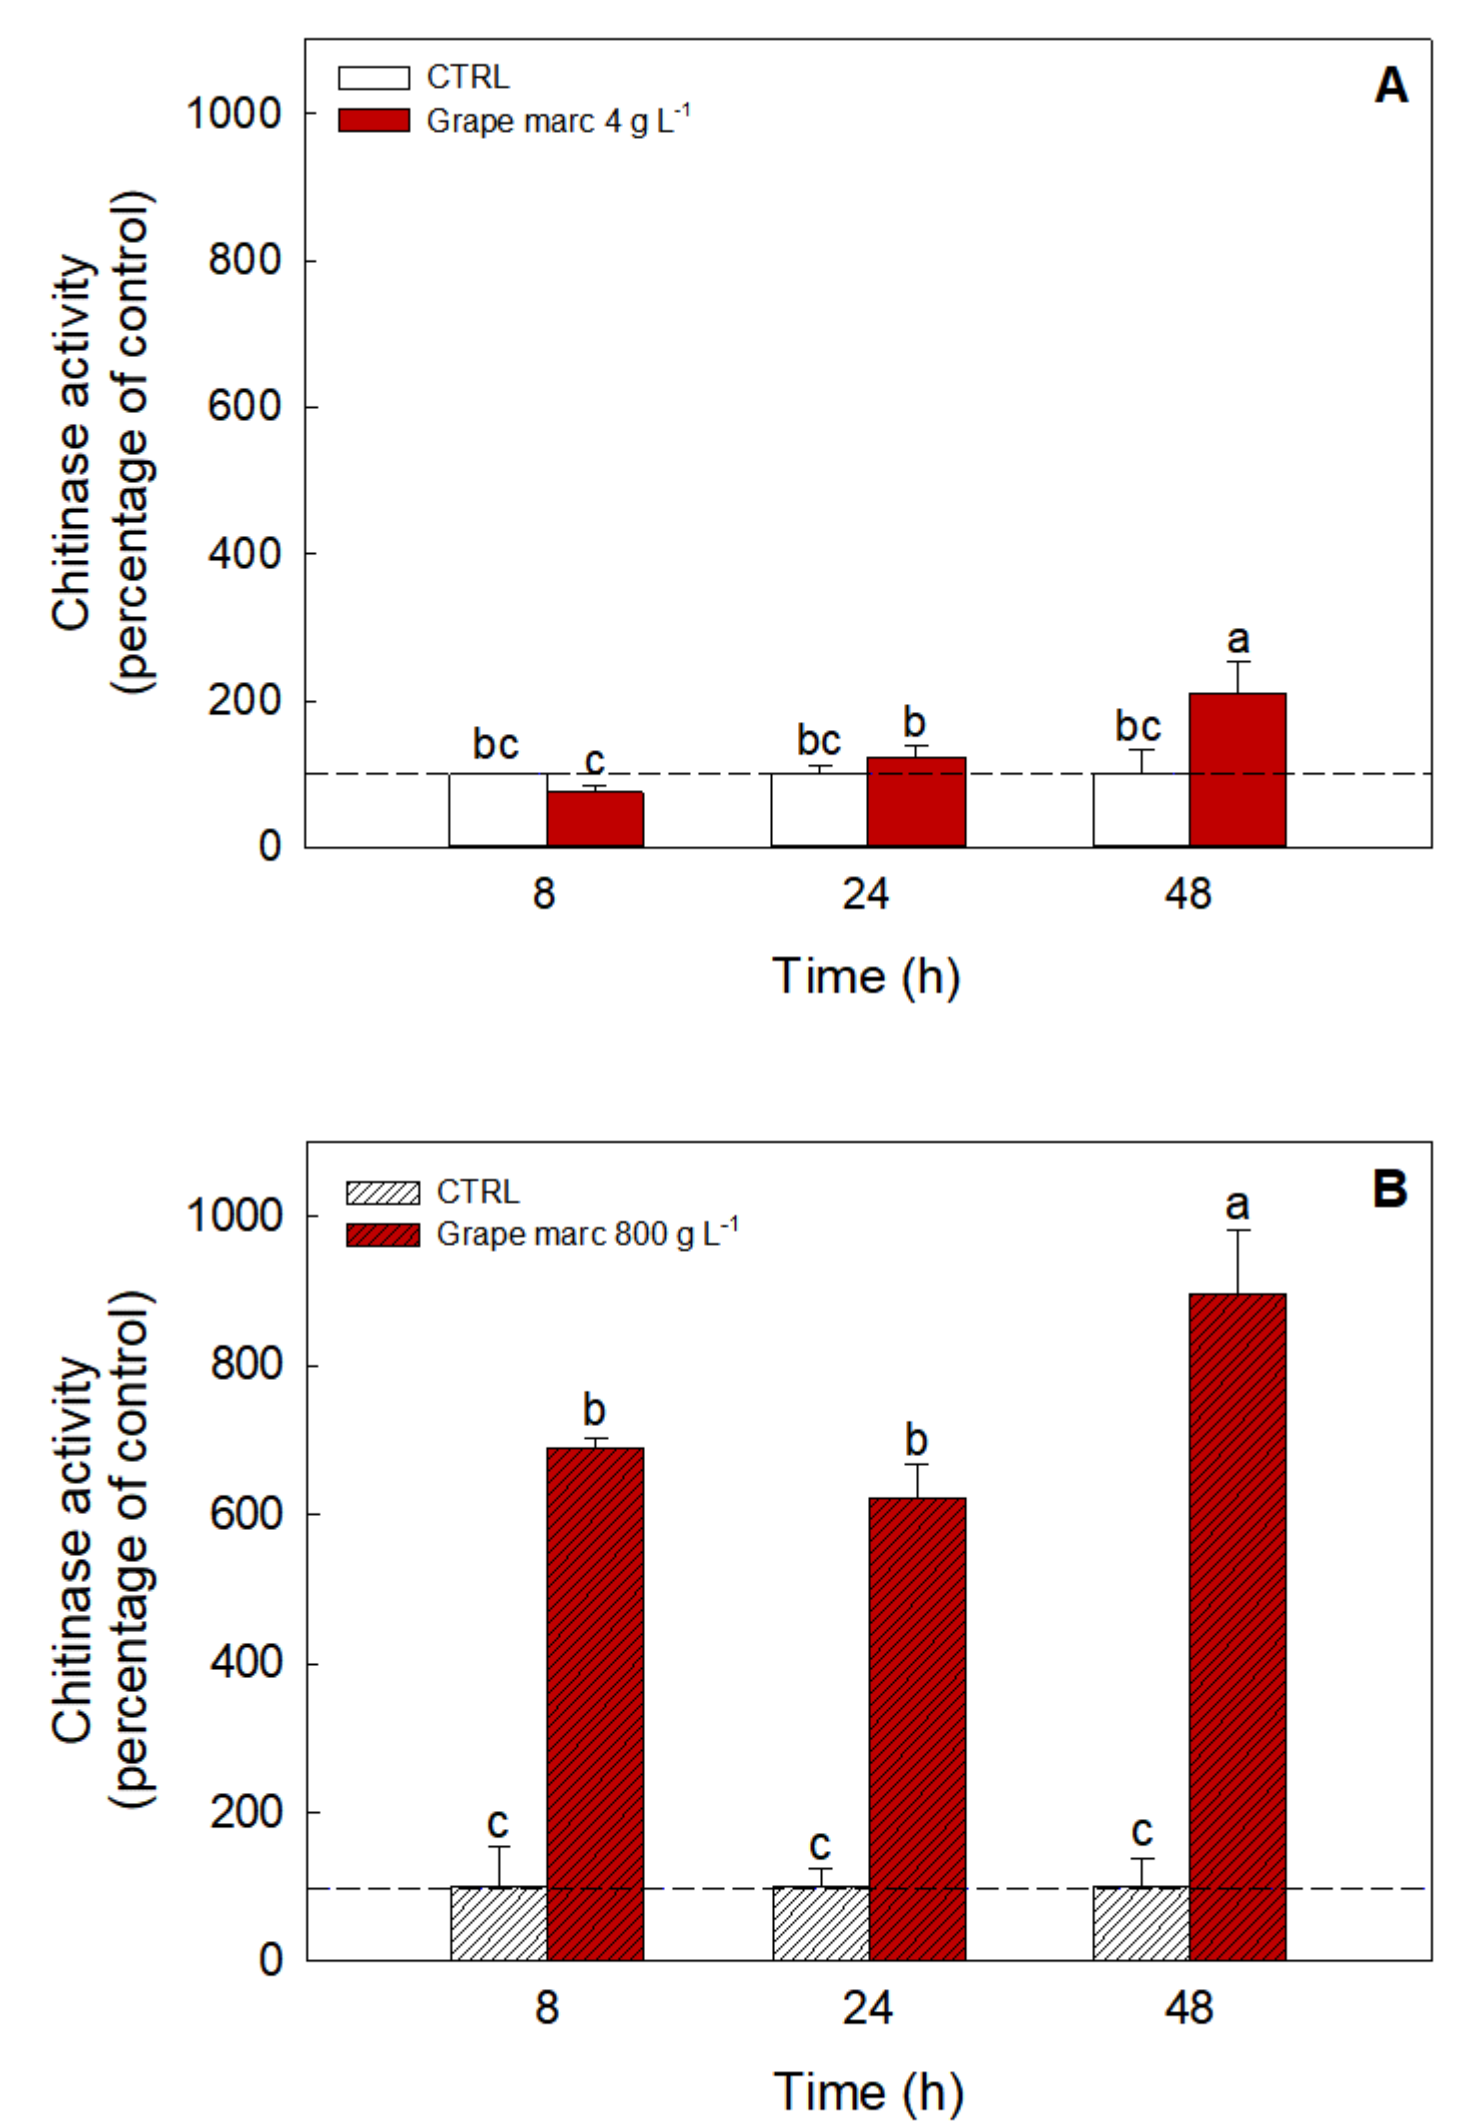 CTRL
Grape marc 4 g L-1
A
Chitinase activity
(percentage of control)
1000
800
600
400
200
0
bc
c
bc
b
bc
a
8
24
48
Time (h)
CTRL
Grape marc 800 g L-1
B
Chitinase activity
(percentage of control)
1000
800
600
400
200
0
c
b
c
b
c
a
8
24
48
Time (h)